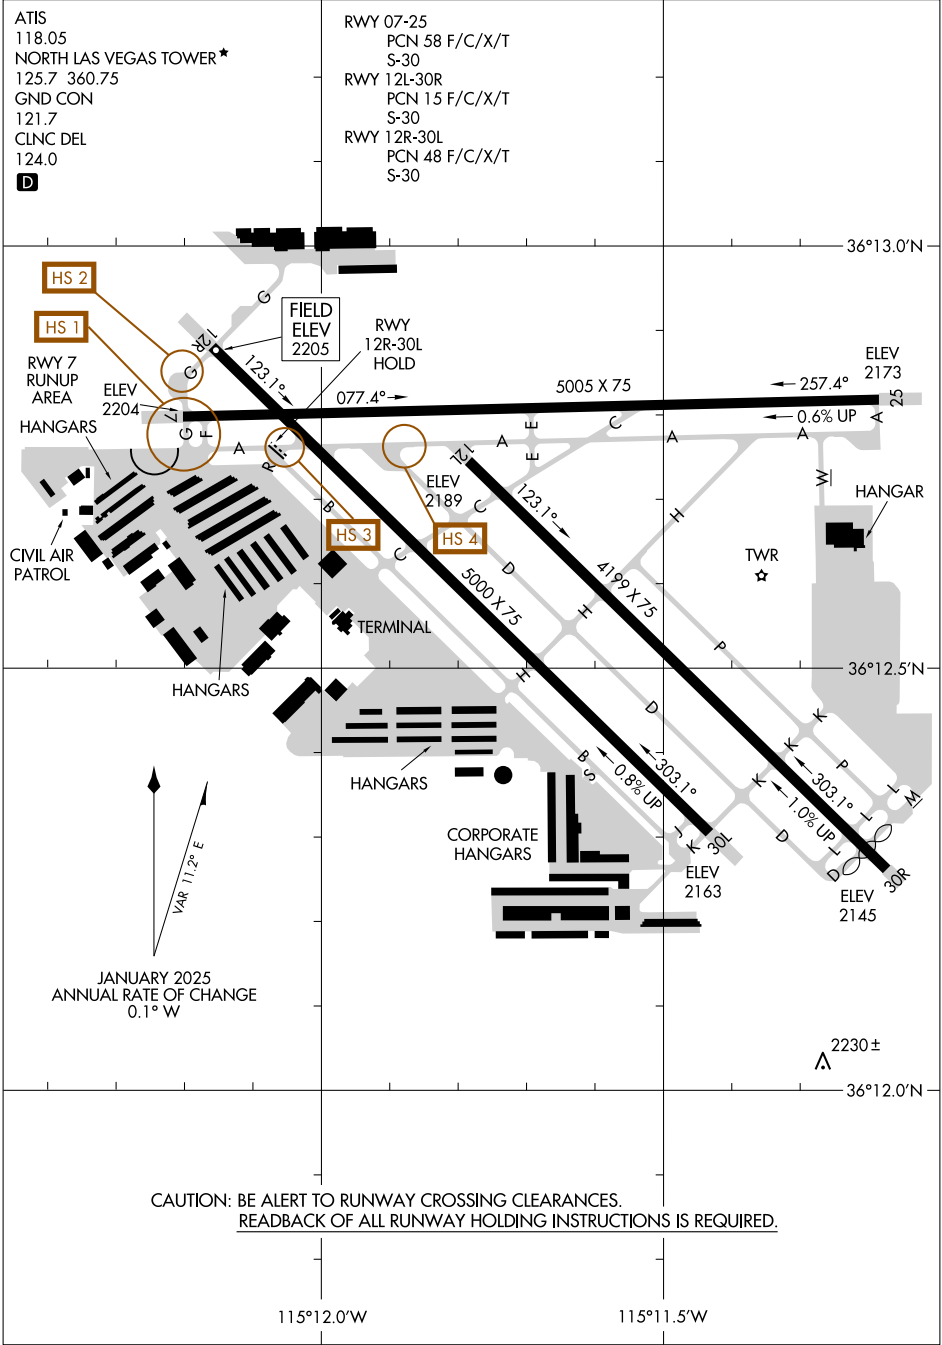 ATIS
118.05
NORTH LAS VEGAS TOWER★
125.7 360.75
GND CON
121.7
CLNC DEL
124.0
D
RWY 07-25
PCN 58 F/C/X/T
S-30
RWY 12L-30R
PCN 15 F/C/X/T
S-30
RWY 12R-30L
PCN 48 F/C/X/T
S-30
36°13.0'N
HS 2
G
HS 1
FIELD
ELEV
2205
RWY
12R-30L
HOLD
12R
RWY 7
RUNUP
AREA
G
123.1°
ELEV
2204
077.4°
5005 X 75
257.4°
ELEV
2173
25
7
0.6% UP
A
HANGARS
G
F
A
R
A
E
E
C
A
A
12L
ELEV
2189
W
B
C
123.1°
H
HANGAR
HS 3
HS 4
C
D
CIVIL AIR
PATROL
5000 X 75
4199 X 75
TWR
H
TERMINAL
P
H
36°12.5'N
HANGARS
D
K
K
P
K
L
M
HANGARS
B
S
0.8% UP
303.1°
303.1°
1.0% UP
L
L
D
D
CORPORATE
HANGARS
J
K
30L
ELEV
2163
30R
ELEV
2145
VAR 11.2° E
JANUARY 2025
ANNUAL RATE OF CHANGE
0.1° W
2230 ±
36°12.0'N
CAUTION: BE ALERT TO RUNWAY CROSSING CLEARANCES.
READBACK OF ALL RUNWAY HOLDING INSTRUCTIONS IS REQUIRED.
115°12.0'W
115°11.5'W